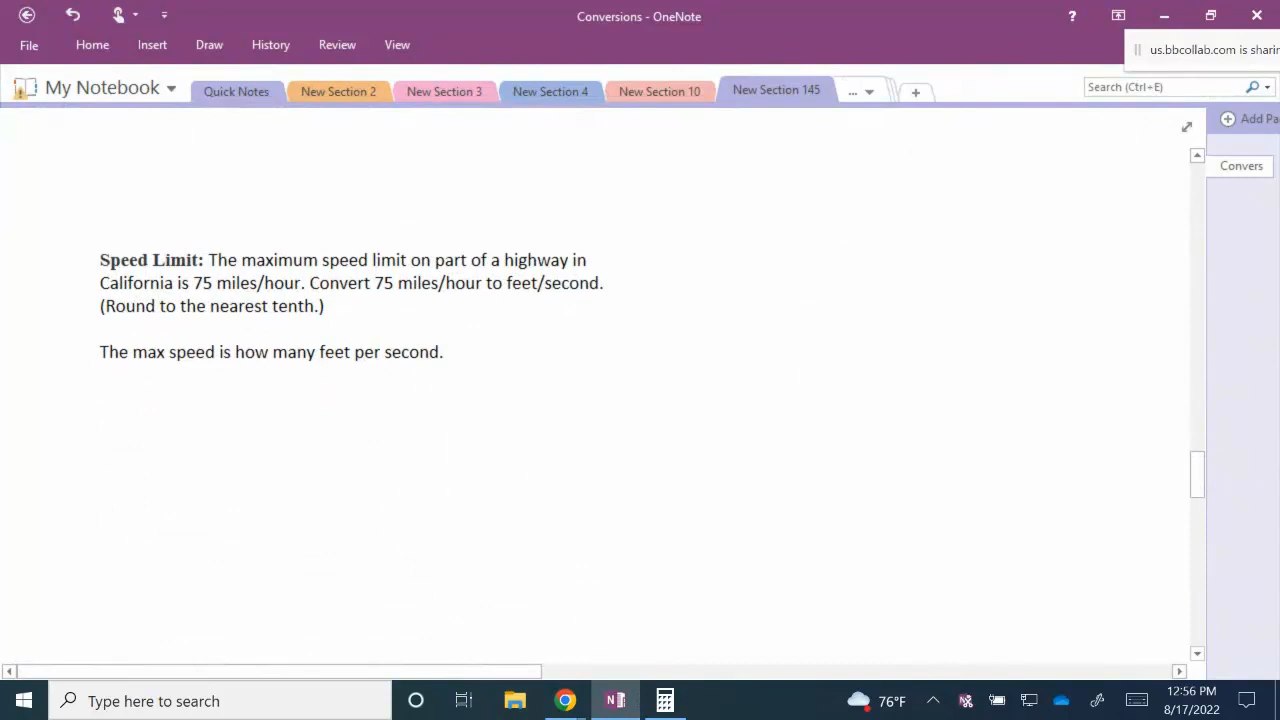 Conversions - OneNote
?
File Home Insert Draw History Review View
us.bbcollab.com is sharin
My Notebook Quick Notes New Section 2 New Section 3 New Section 4 New Section 10 New Section 145 ... + Search (Ctrl+E)
Add Pa
Convers
Speed Limit: The maximum speed limit on part of a highway in
California is 75 miles/hour. Convert 75 miles/hour to feet/second.
(Round to the nearest tenth.)
The max speed is how many feet per second.
Type here to search
76°F
12:56 PM
8/17/2022